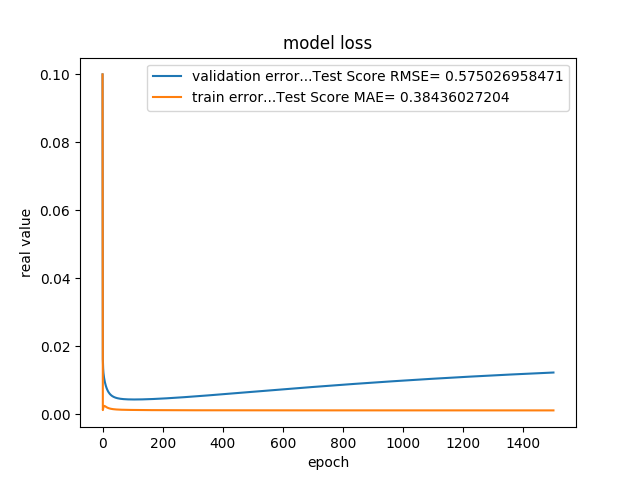 model loss
validation error...Test Score RMSE= 0.575026958471
train error...Test Score MAE= 0.38436027204
0.10
0.08
0.06
0.04
0.02
0.00
real value
0 200 400 600 800 1000 1200 1400
epoch